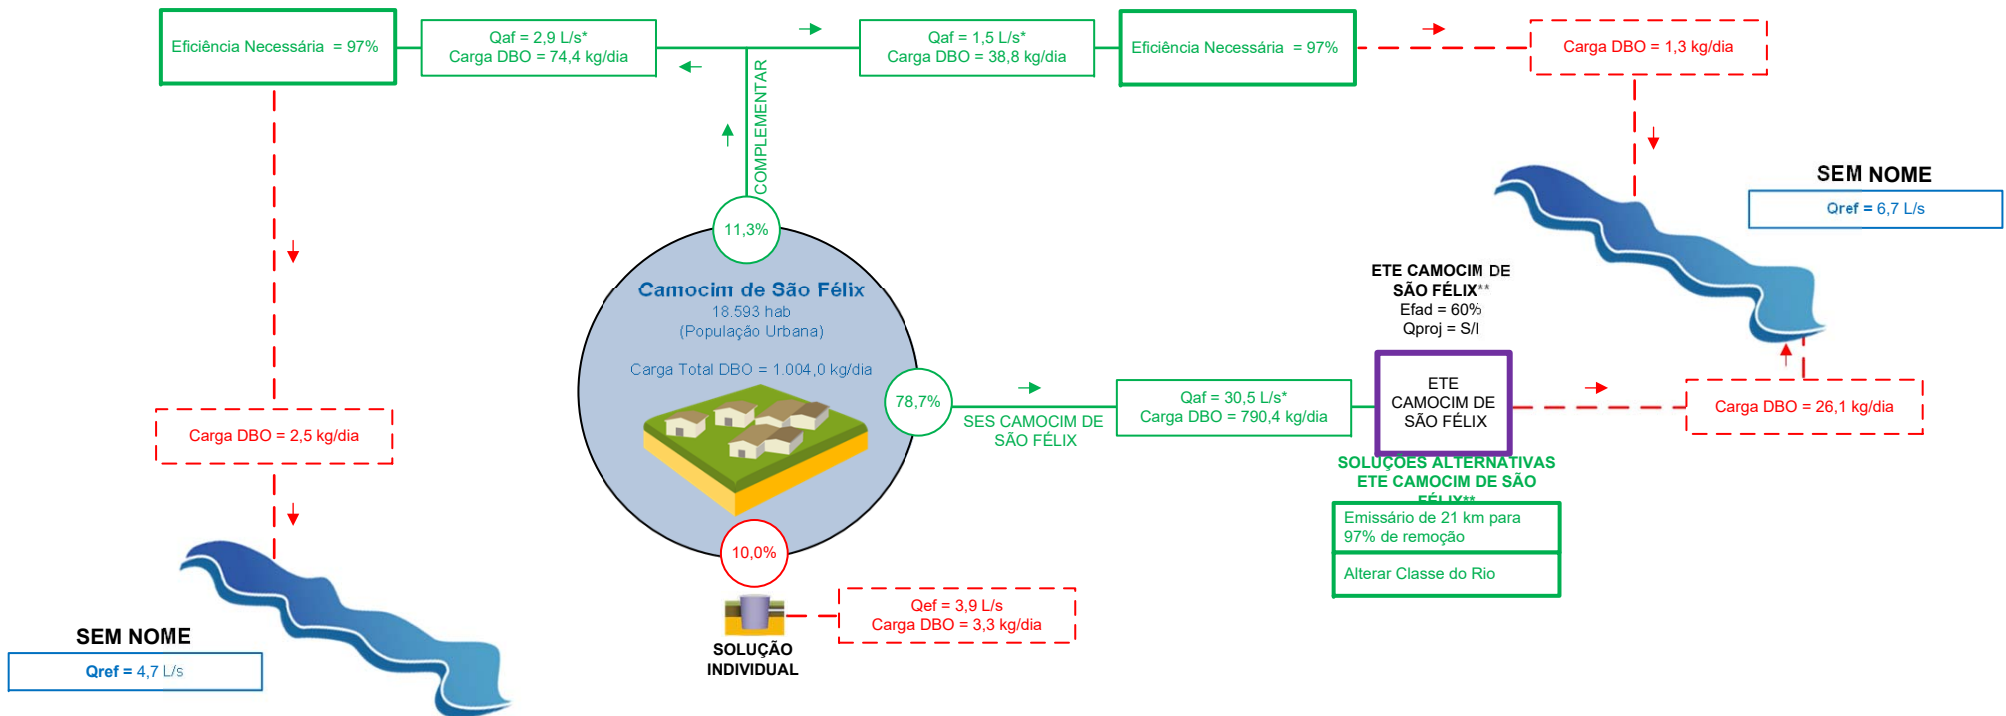 Eficiência Necessária = 97%
Qaf = 2,9 L/s*
Carga DBO = 74,4 kg/dia
Qaf = 1,5 L/s*
Carga DBO = 38,8 kg/dia
Eficiência Necessária = 97%
Carga DBO = 1,3 kg/dia
COMPLEMENTAR
SEM NOME
Qref = 6,7 L/s
11,3%
Camocim de São Félix
18.593 hab
(População Urbana)
Carga Total DBO = 1.004,0 kg/dia
78,7%
SES CAMOCIM DE
SÃO FÉLIX
Qaf = 30,5 L/s*
Carga DBO = 790,4 kg/dia
ETE CAMOCIM DE
SÃO FÉLIX**
Efad = 60%
Qproj = S/I
ETE
CAMOCIM DE
SÃO FÉLIX
Carga DBO = 26,1 kg/dia
SOLUÇÕES ALTERNATIVAS
ETE CAMOCIM DE SÃO
FÉLIX**
Emissário de 21 km para
97% de remoção
Alterar Classe do Rio
Carga DBO = 2,5 kg/dia
10,0%
Qef = 3,9 L/s
Carga DBO = 3,3 kg/dia
SOLUÇÃO
INDIVIDUAL
SEM NOME
Qref = 4,7 L/s